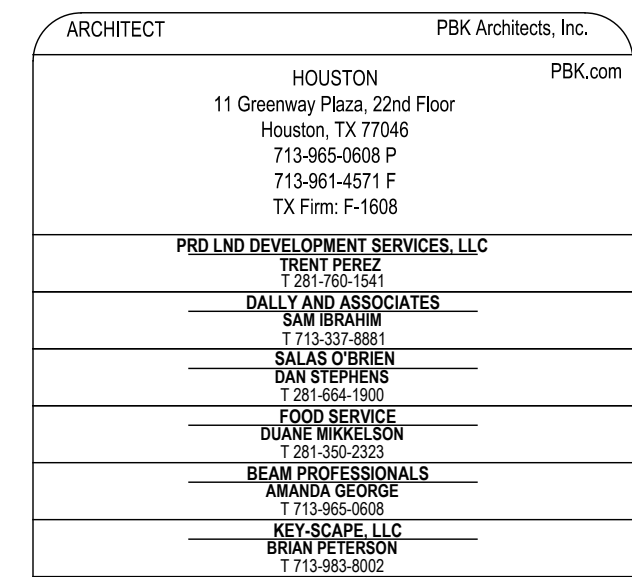 ARCHITECT PBK Architects, Inc.
PBK.com
HOUSTON
11 Greenway Plaza, 22nd Floor
Houston, TX 77046
713-965-0608 P
713-961-4571 F
TX Firm: F-1608
PRD LND DEVELOPMENT SERVICES, LLC
TRENT PEREZ
T 281-760-1541
DALLY AND ASSOCIATES
SAM IBRAHIM
T 713-337-8881
SALAS O'BRIEN
DAN STEPHENS
T 281-664-1900
FOOD SERVICE
DUANE MIKKELSON
T 281-350-2323
BEAM PROFESSIONALS
AMANDA GEORGE
T 713-965-0608
KEY-SCAPE, LLC
BRIAN PETERSON
T 713-983-8002